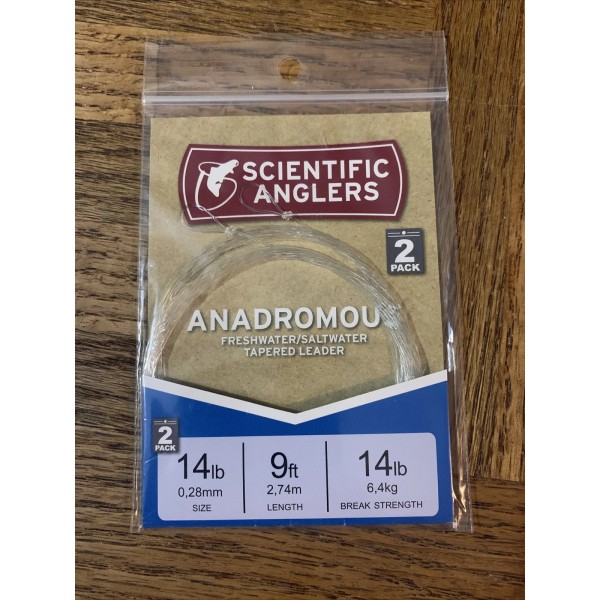 SCIENTIFIC
ANGLERS
2
PACK
ANADROMOU
FRESHWATER/SALTWATER
TAPERED LEADER
2
PACK
14lb
0,28mm
SIZE
9ft
2,74m
LENGTH
14lb
6,4kg
BREAK STRENGTH